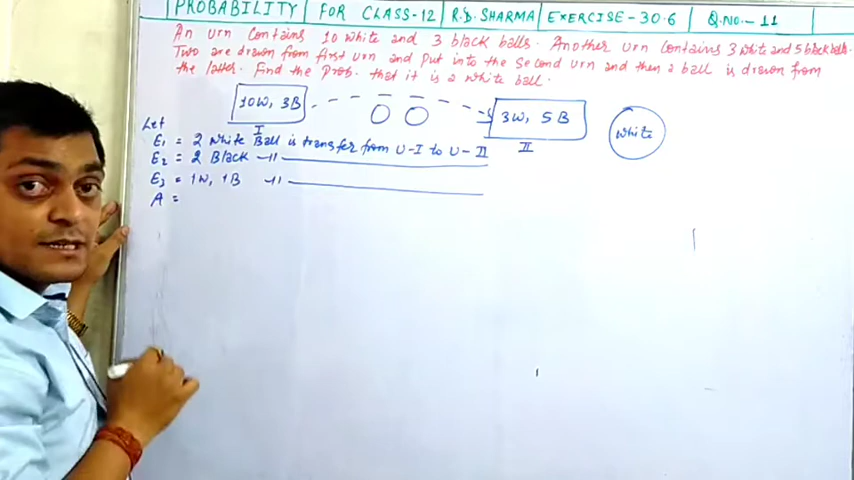 PROBABILITY FOR CLASS-12 R.D. SHARMA EXERCISE-30.6 Q.NO.-11
An urn contains 10 white and 3 black balls. Another urn contains 3 white and 5 black balls.
Two are drawn from first urn and put into the second urn and then a ball is drawn from
the latter. Find the Prob. that it is a white ball.
10W, 3B
3W, 5B
white
I
II
Let
E1 = 2 white Ball is transfer from U-I to U-II
E2 = 2 Black -11-
E3 = 1W, 1B -11-
A =